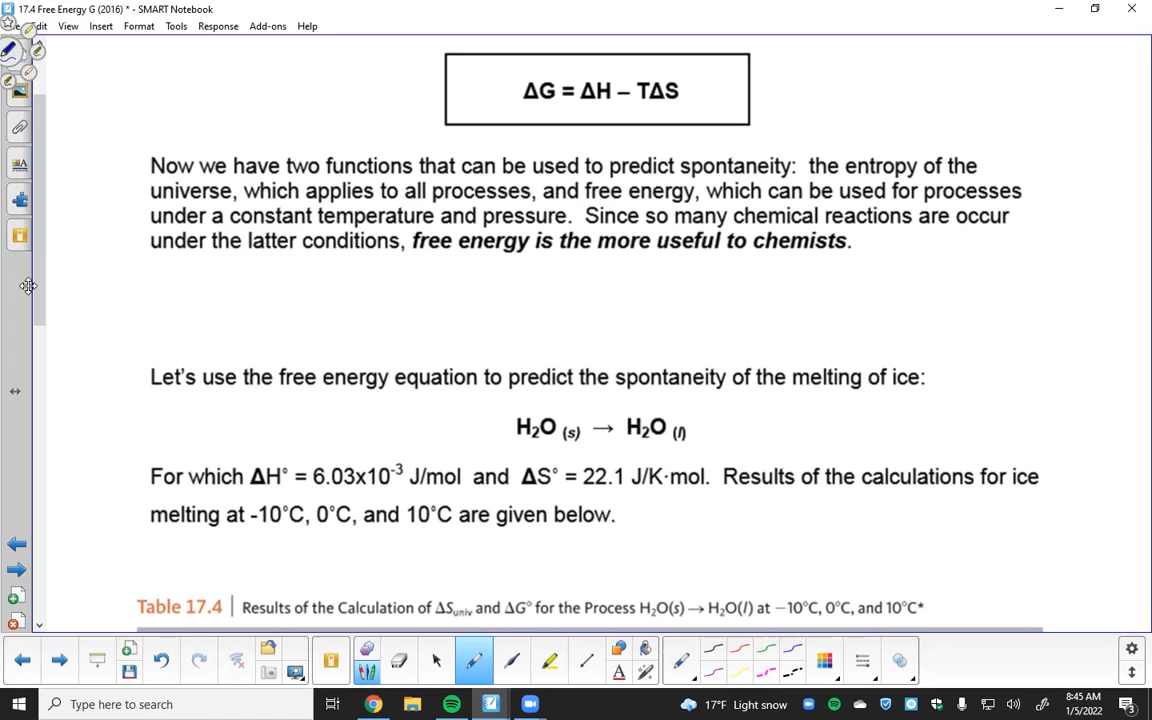 17.4 Free Energy G (2016) * - SMART Notebook
Edit View Insert Format Tools Response Add-ons Help
ΔG = ΔH – TΔS
Now we have two functions that can be used to predict spontaneity: the entropy of the
universe, which applies to all processes, and free energy, which can be used for processes
under a constant temperature and pressure. Since so many chemical reactions are occur
under the latter conditions, free energy is the more useful to chemists.
Let's use the free energy equation to predict the spontaneity of the melting of ice:
H₂O (s) → H₂O (l)
For which ΔH° = 6.03x10⁻³ J/mol and ΔS° = 22.1 J/K·mol. Results of the calculations for ice
melting at -10°C, 0°C, and 10°C are given below.
Table 17.4 | Results of the Calculation of ΔSuniv and ΔG° for the Process H₂O(s) → H₂O(l) at −10°C, 0°C, and 10°C*
Type here to search
17°F Light snow
8:45 AM
1/5/2022
3